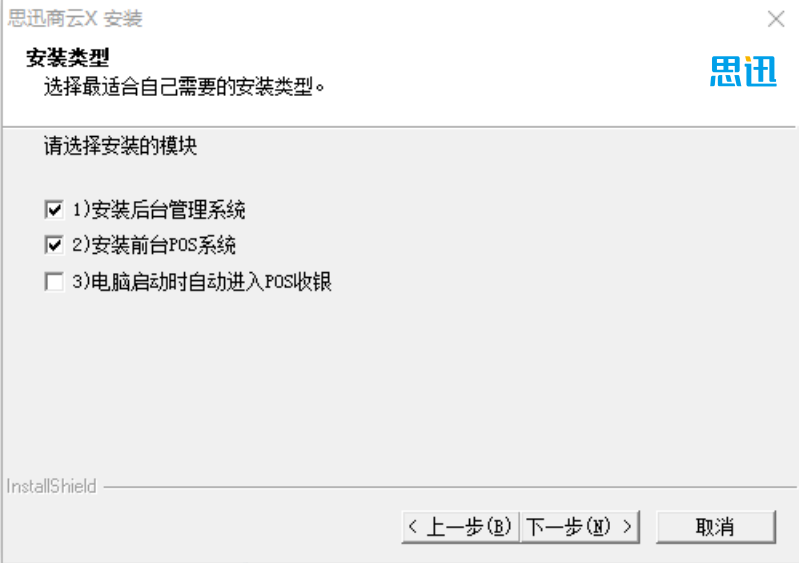 思迅商云X 安装
安装类型
选择最适合自己需要的安装类型。
思迅
请选择安装的模块
1)安装后台管理系统
2)安装前台POS系统
3)电脑启动时自动进入POS收银
InstallShield
< 上一步(B) 下一步(N) > 取消